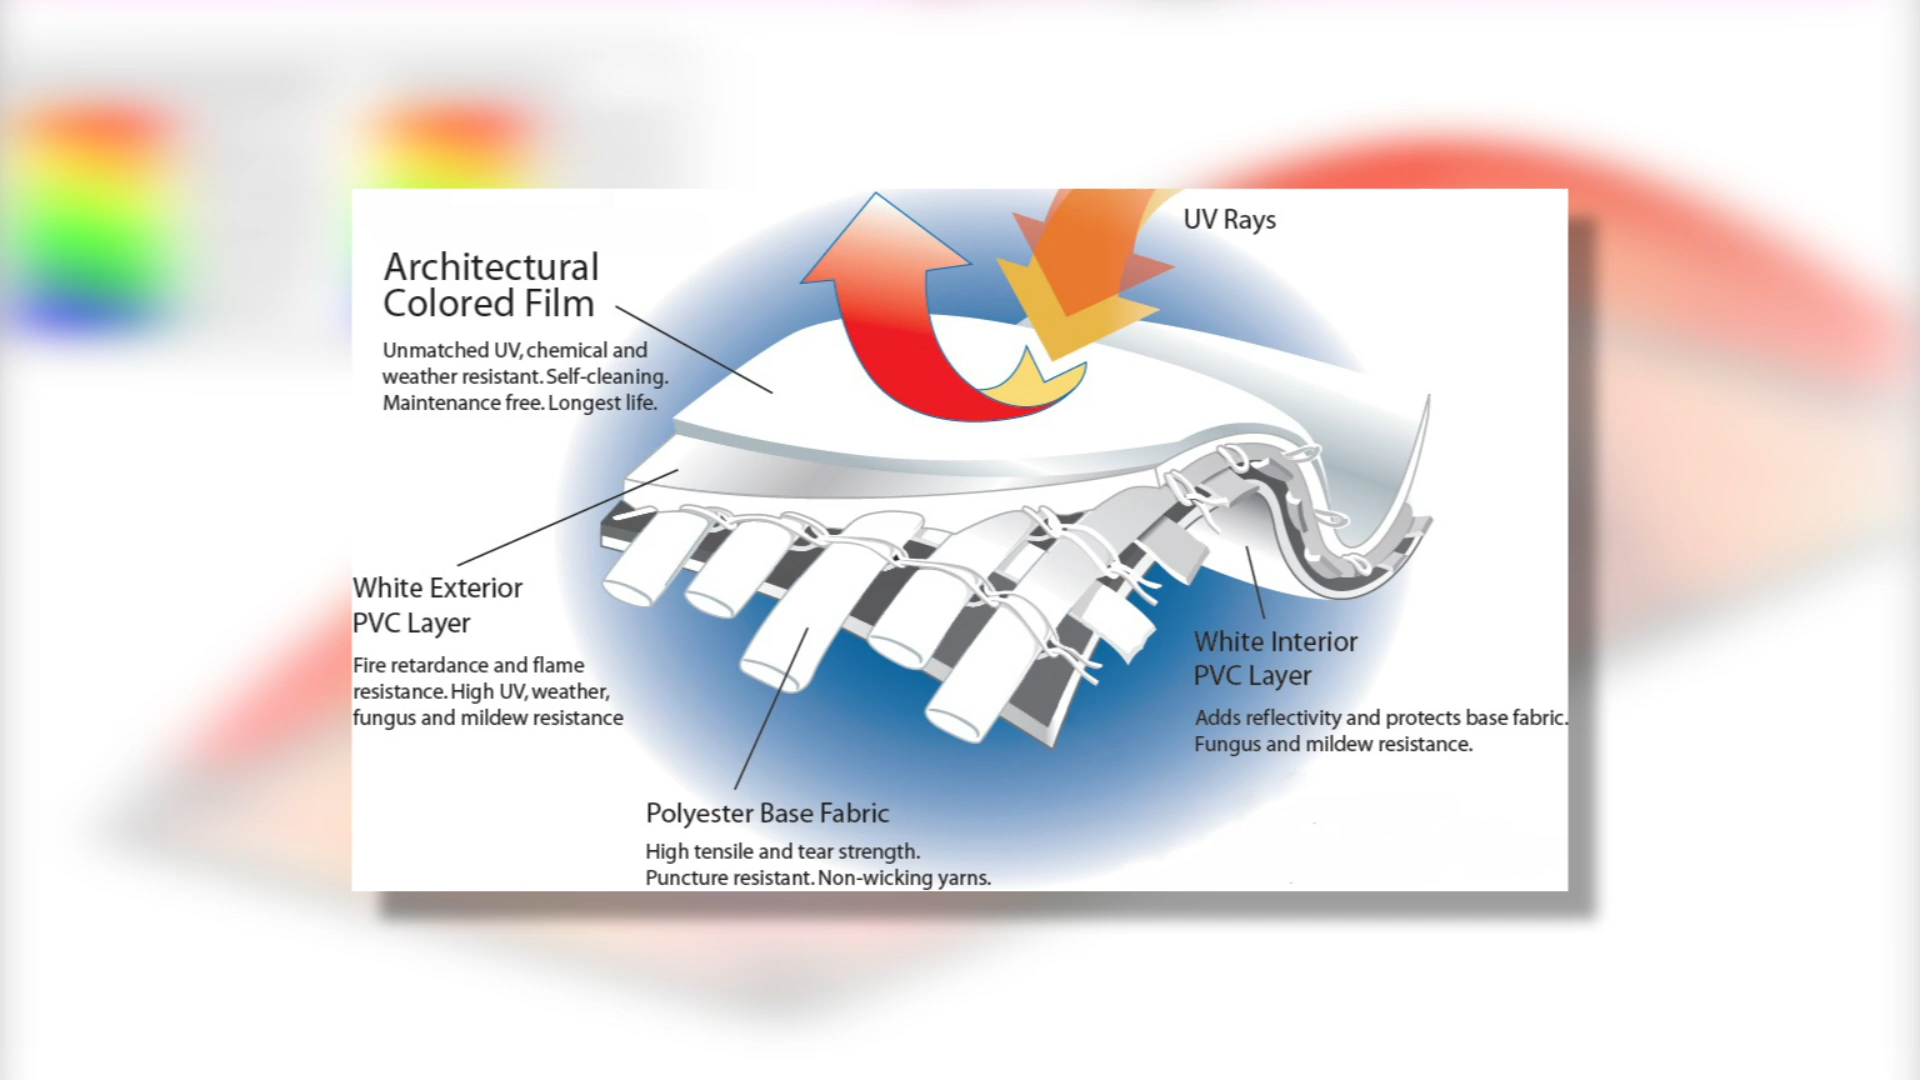 UV Rays
Architectural
Colored Film
Unmatched UV, chemical and
weather resistant. Self-cleaning.
Maintenance free. Longest life.
White Exterior
PVC Layer
Fire retardance and flame
resistance. High UV, weather,
fungus and mildew resistance
White Interior
PVC Layer
Adds reflectivity and protects base fabric.
Fungus and mildew resistance.
Polyester Base Fabric
High tensile and tear strength.
Puncture resistant. Non-wicking yarns.